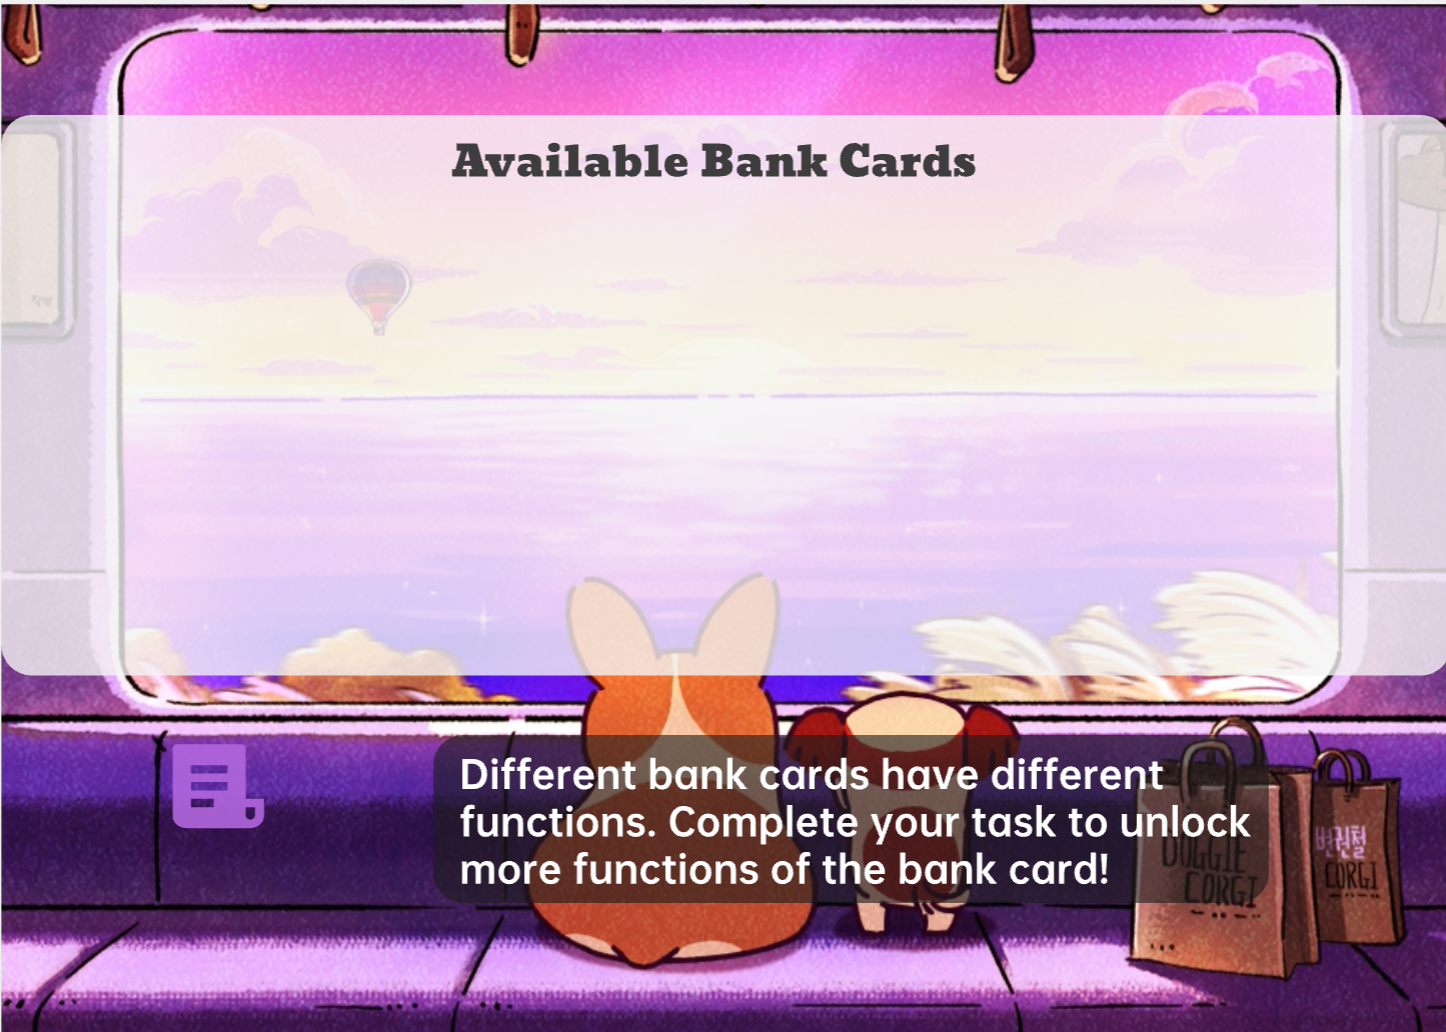 Available Bank Cards
Different bank cards have different
functions. Complete your task to unlock
more functions of the bank card!
DOGGIE
CORGI
CORGI